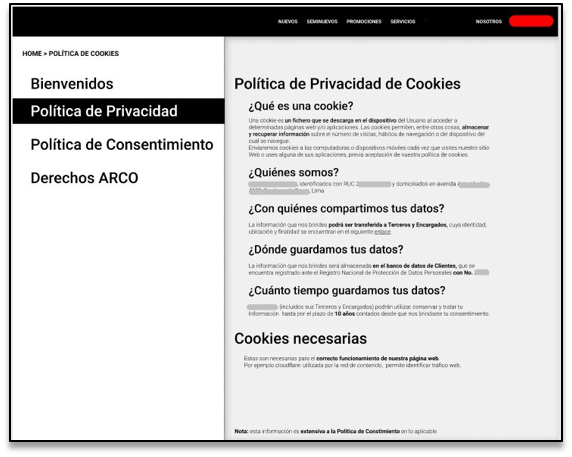 NUEVOS SEMINUEVOS PROMOCIONES SERVICIOS NOSOTROS
HOME > POLÍTICA DE COOKIES
Bienvenidos
Política de Privacidad
Política de Consentimiento
Derechos ARCO
Política de Privacidad de Cookies
¿Qué es una cookie?
Una cookie es un fichero que se descarga en el dispositivo del Usuario al acceder a
determinadas páginas web y/o aplicaciones. Las cookies permiten, entre otras cosas, almacenar
y recuperar información sobre el número de visitas, hábitos de navegación o del dispositivo del
cual se navegue.
Enviaremos cookies a las computadoras o dispositivos móviles cada vez que visites nuestro sitio
Web o uses alguna de sus aplicaciones, previa aceptación de nuestra política de cookies.
¿Quiénes somos?
, identificados con RUC 2 y domiciliados en avenida
, Lima
¿Con quiénes compartimos tus datos?
La información que nos brindes podrá ser transferida a Terceros y Encargados, cuya identidad,
ubicación y finalidad se encuentran en el siguiente enlace.
¿Dónde guardamos tus datos?
La información que nos brindes será almacenada en el banco de datos de Clientes, que se
encuentra registrado ante el Registro Nacional de Protección de Datos Personales con No.
¿Cuánto tiempo guardamos tus datos?
(incluidos sus Terceros y Encargados) podrán utilizar, conservar y tratar tu
Información hasta por el plazo de 10 años contados desde que nos brindaste tu consentimiento.
Cookies necesarias
Estas son necesarias para el correcto funcionamiento de nuestra página web.
Por ejemplo cloudflare utilizada por la red de contenido, permite identificar tráfico web.
Nota: esta información es extensiva a la Política de Constimiento en lo aplicable.